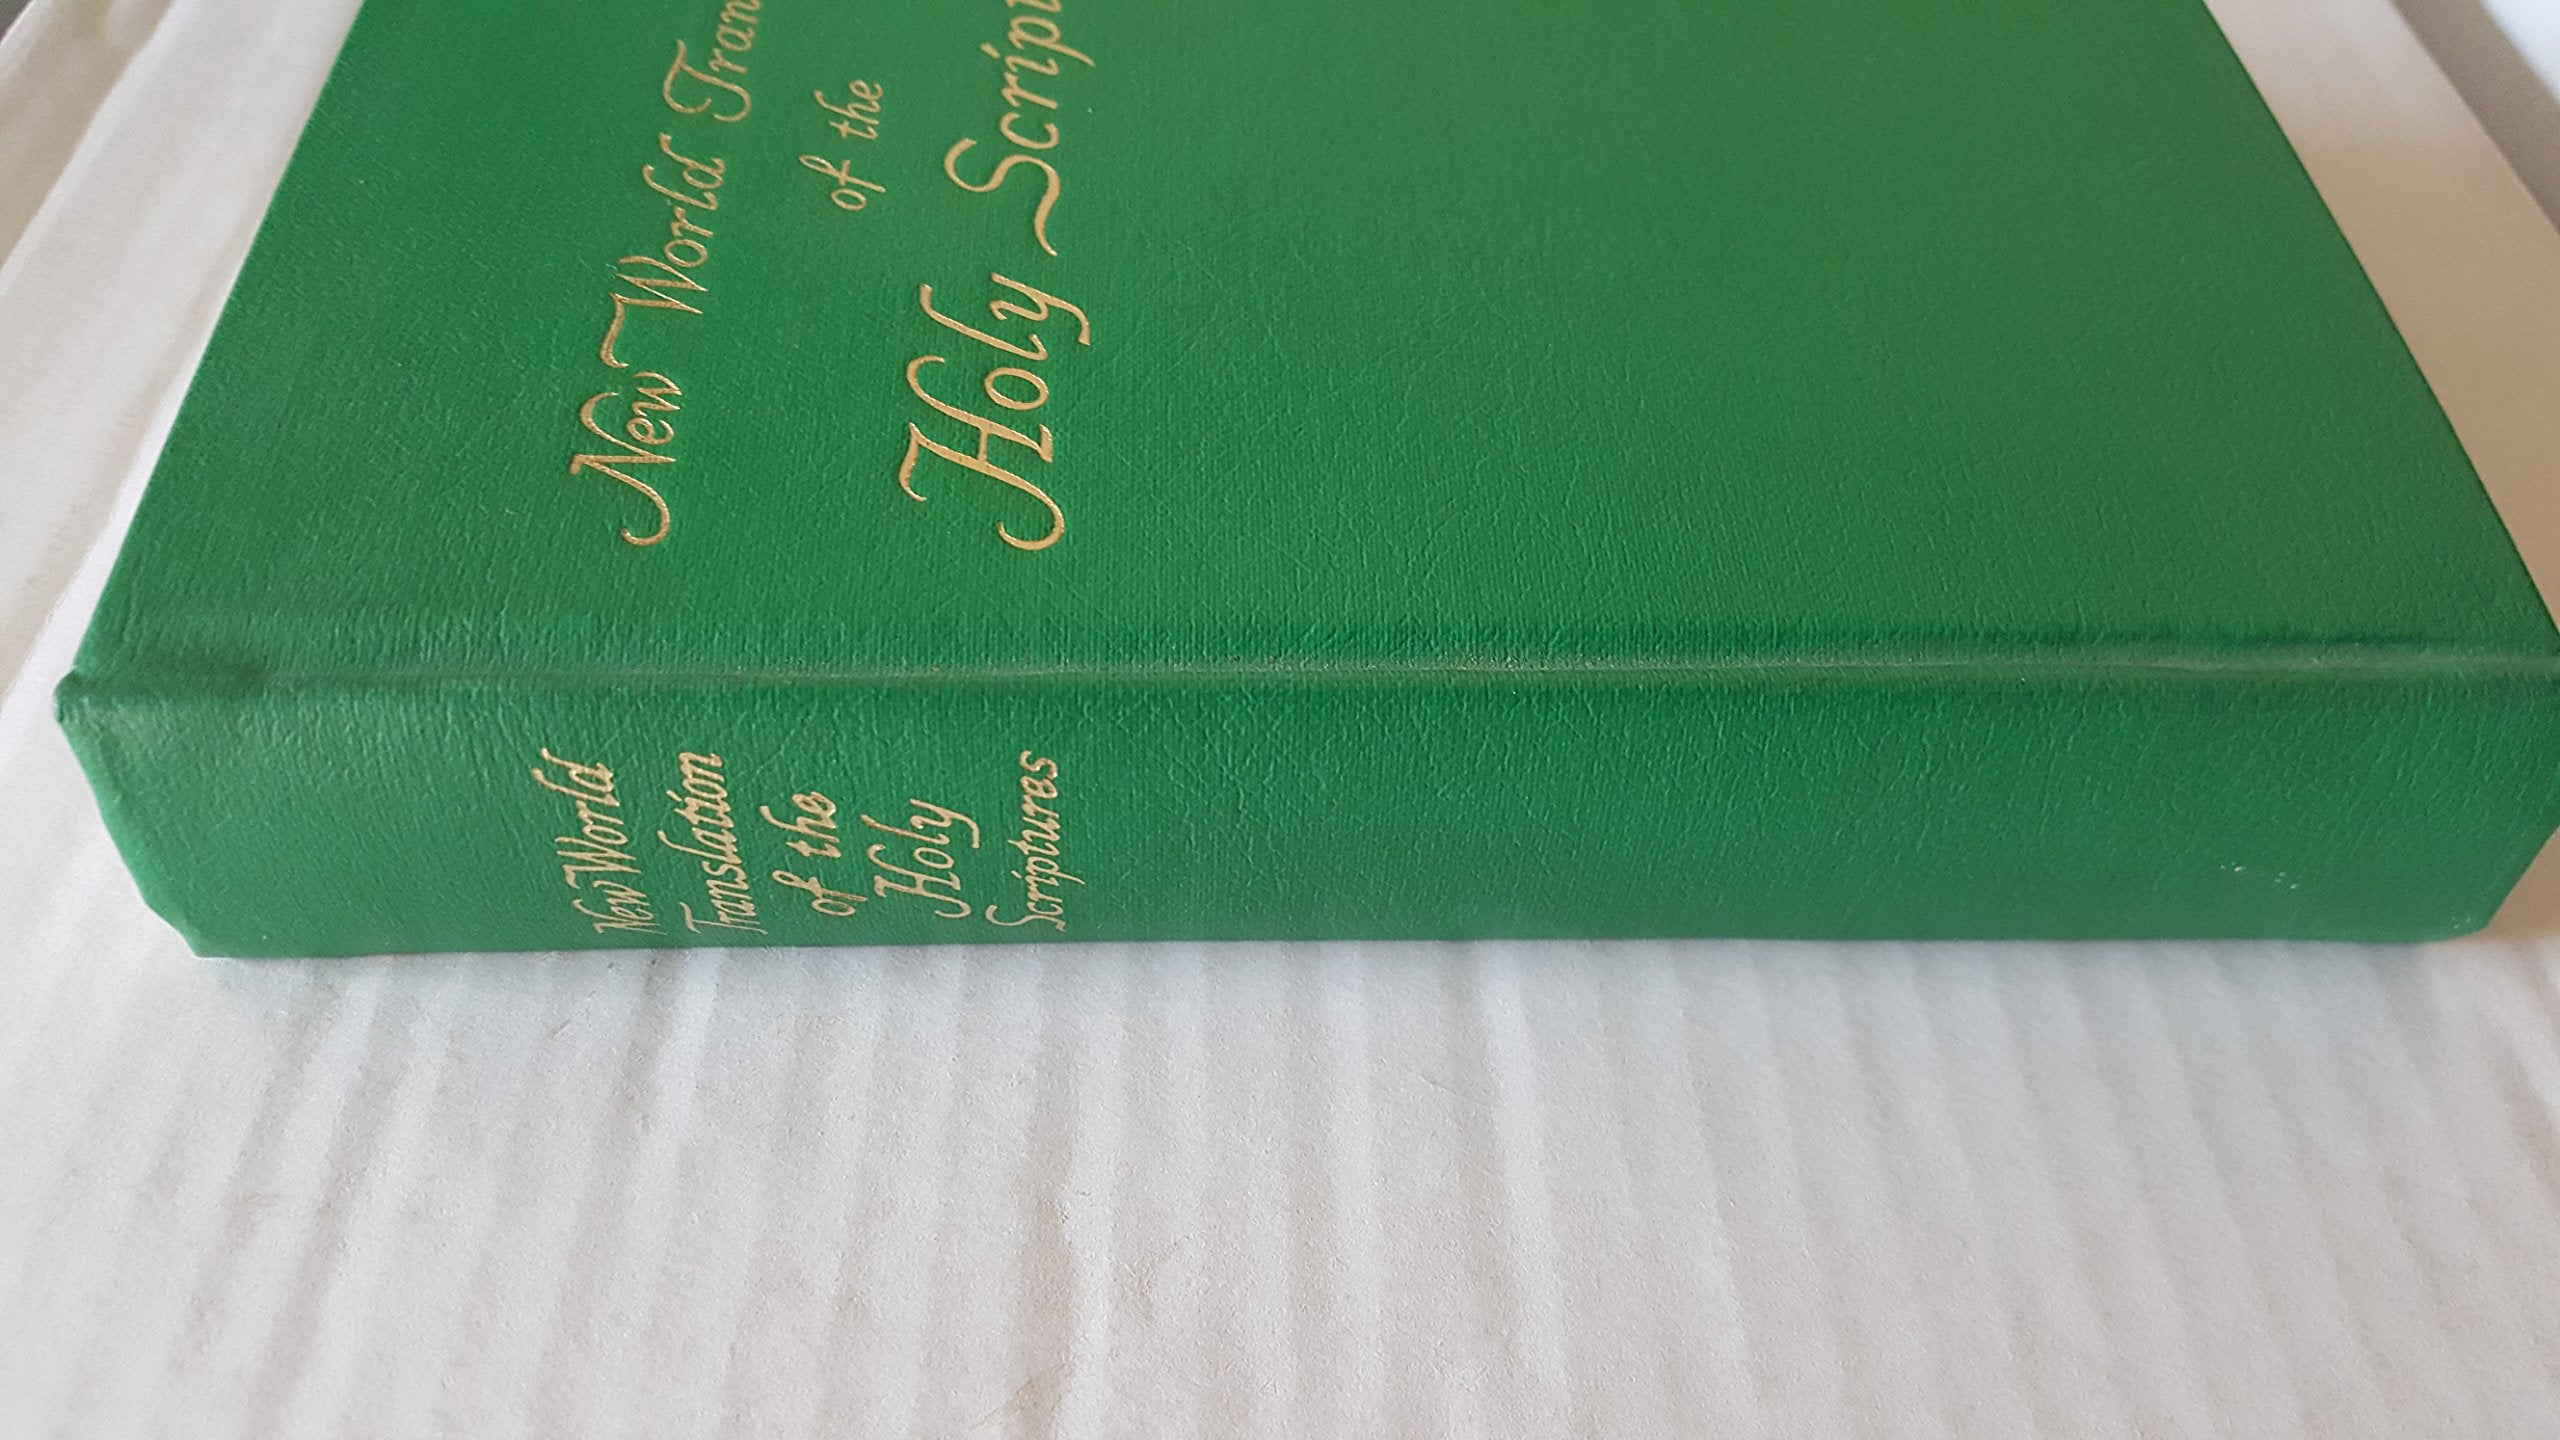 New World Tran
of the
Holy Script
New World
Translation
of the
Holy
Scriptures